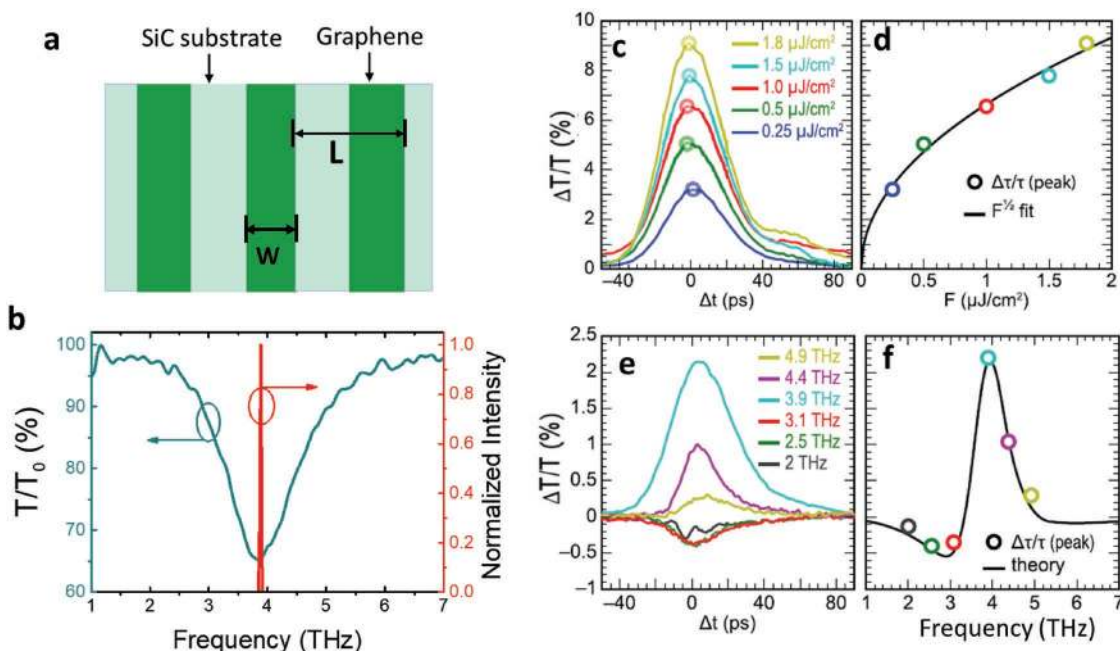 a
SiC substrate
Graphene
L
W
b
T/T0 (%)
100
90
80
70
60
1 2 3 4 5 6 7
Frequency (THz)
1.0
0.8
0.6
0.4
0.2
0.0
Normalized Intensity
c
1.8 µJ/cm²
1.5 µJ/cm²
1.0 µJ/cm²
0.5 µJ/cm²
0.25 µJ/cm²
ΔT/T (%)
10
8
6
4
2
0
−40 0 40 80
Δt (ps)
d
Δτ/τ (peak)
F½ fit
0 0.5 1 1.5 2
F (µJ/cm²)
e
4.9 THz
4.4 THz
3.9 THz
3.1 THz
2.5 THz
2 THz
ΔT/T (%)
2
1.5
1
0.5
0
−0.5
−1
−40 0 40 80
Δt (ps)
f
Δτ/τ (peak)
theory
1 2 3 4 5 6 7
Frequency (THz)